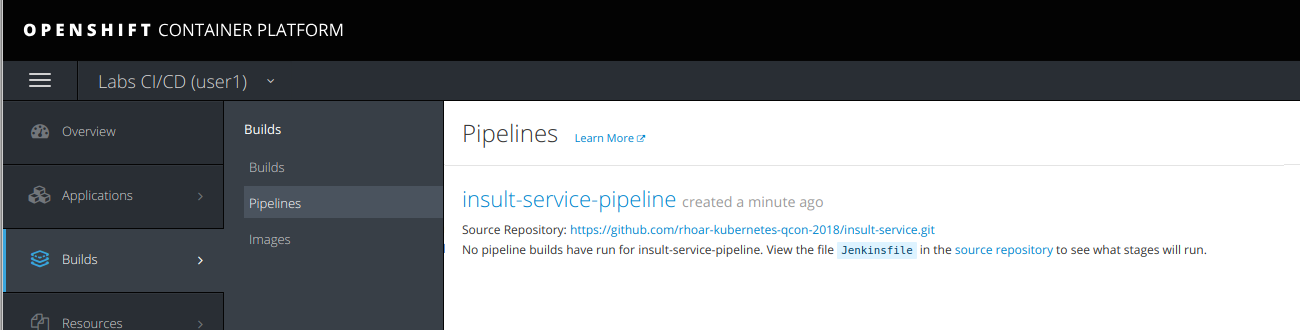 OPENSHIFT CONTAINER PLATFORM
Labs CI/CD (user1)
Overview
Applications
Builds
Resources
Builds
Builds
Pipelines
Images
Pipelines Learn More
insult-service-pipeline created a minute ago
Source Repository: https://github.com/rhoar-kubernetes-qcon-2018/insult-service.git
No pipeline builds have run for insult-service-pipeline. View the file Jenkinsfile in the source repository to see what stages will run.